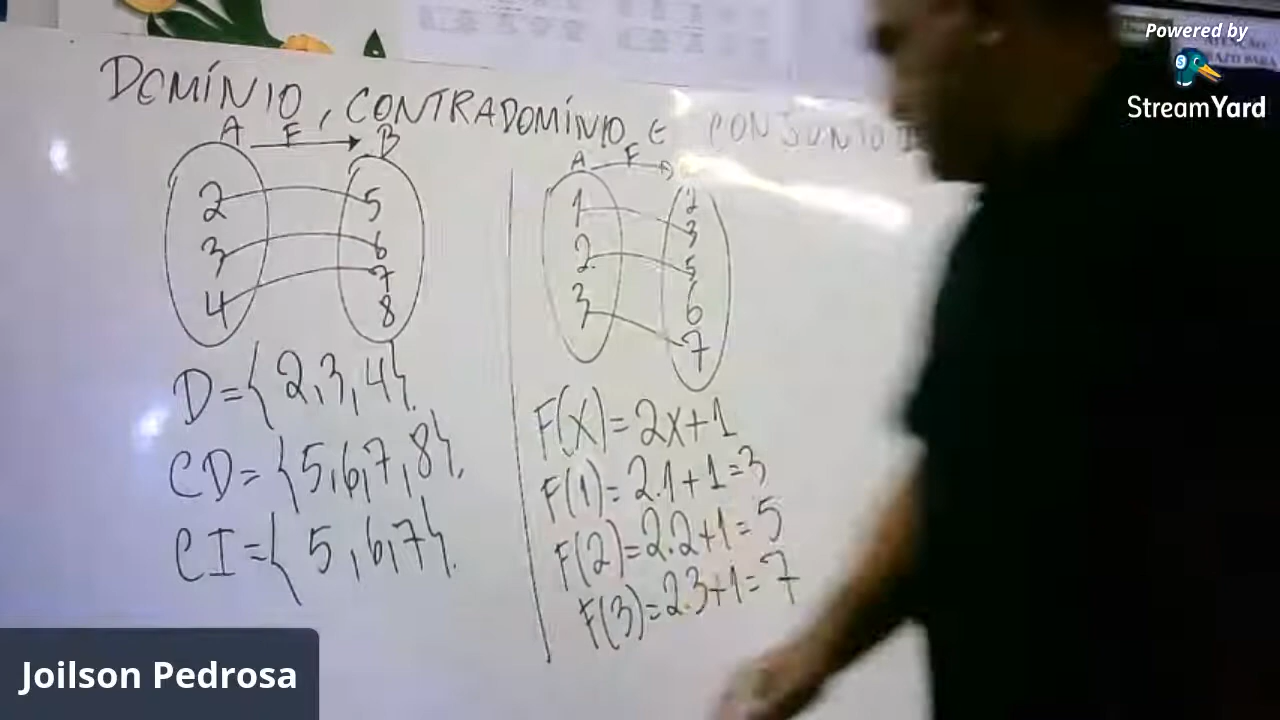 Powered by
StreamYard
DOMÍNIO, CONTRADOMÍNIO E CONJUNTO
A F B
2 5
3 6
4 7
8
D={2,3,4}.
CD={5,6,7,8}.
CI={5,6,7}.
A F
1 2
2 3
3 5
6
7
F(X)=2X+1
F(1)=2.1+1=3
F(2)=2.2+1=5
F(3)=2.3+1=7
Joilson Pedrosa